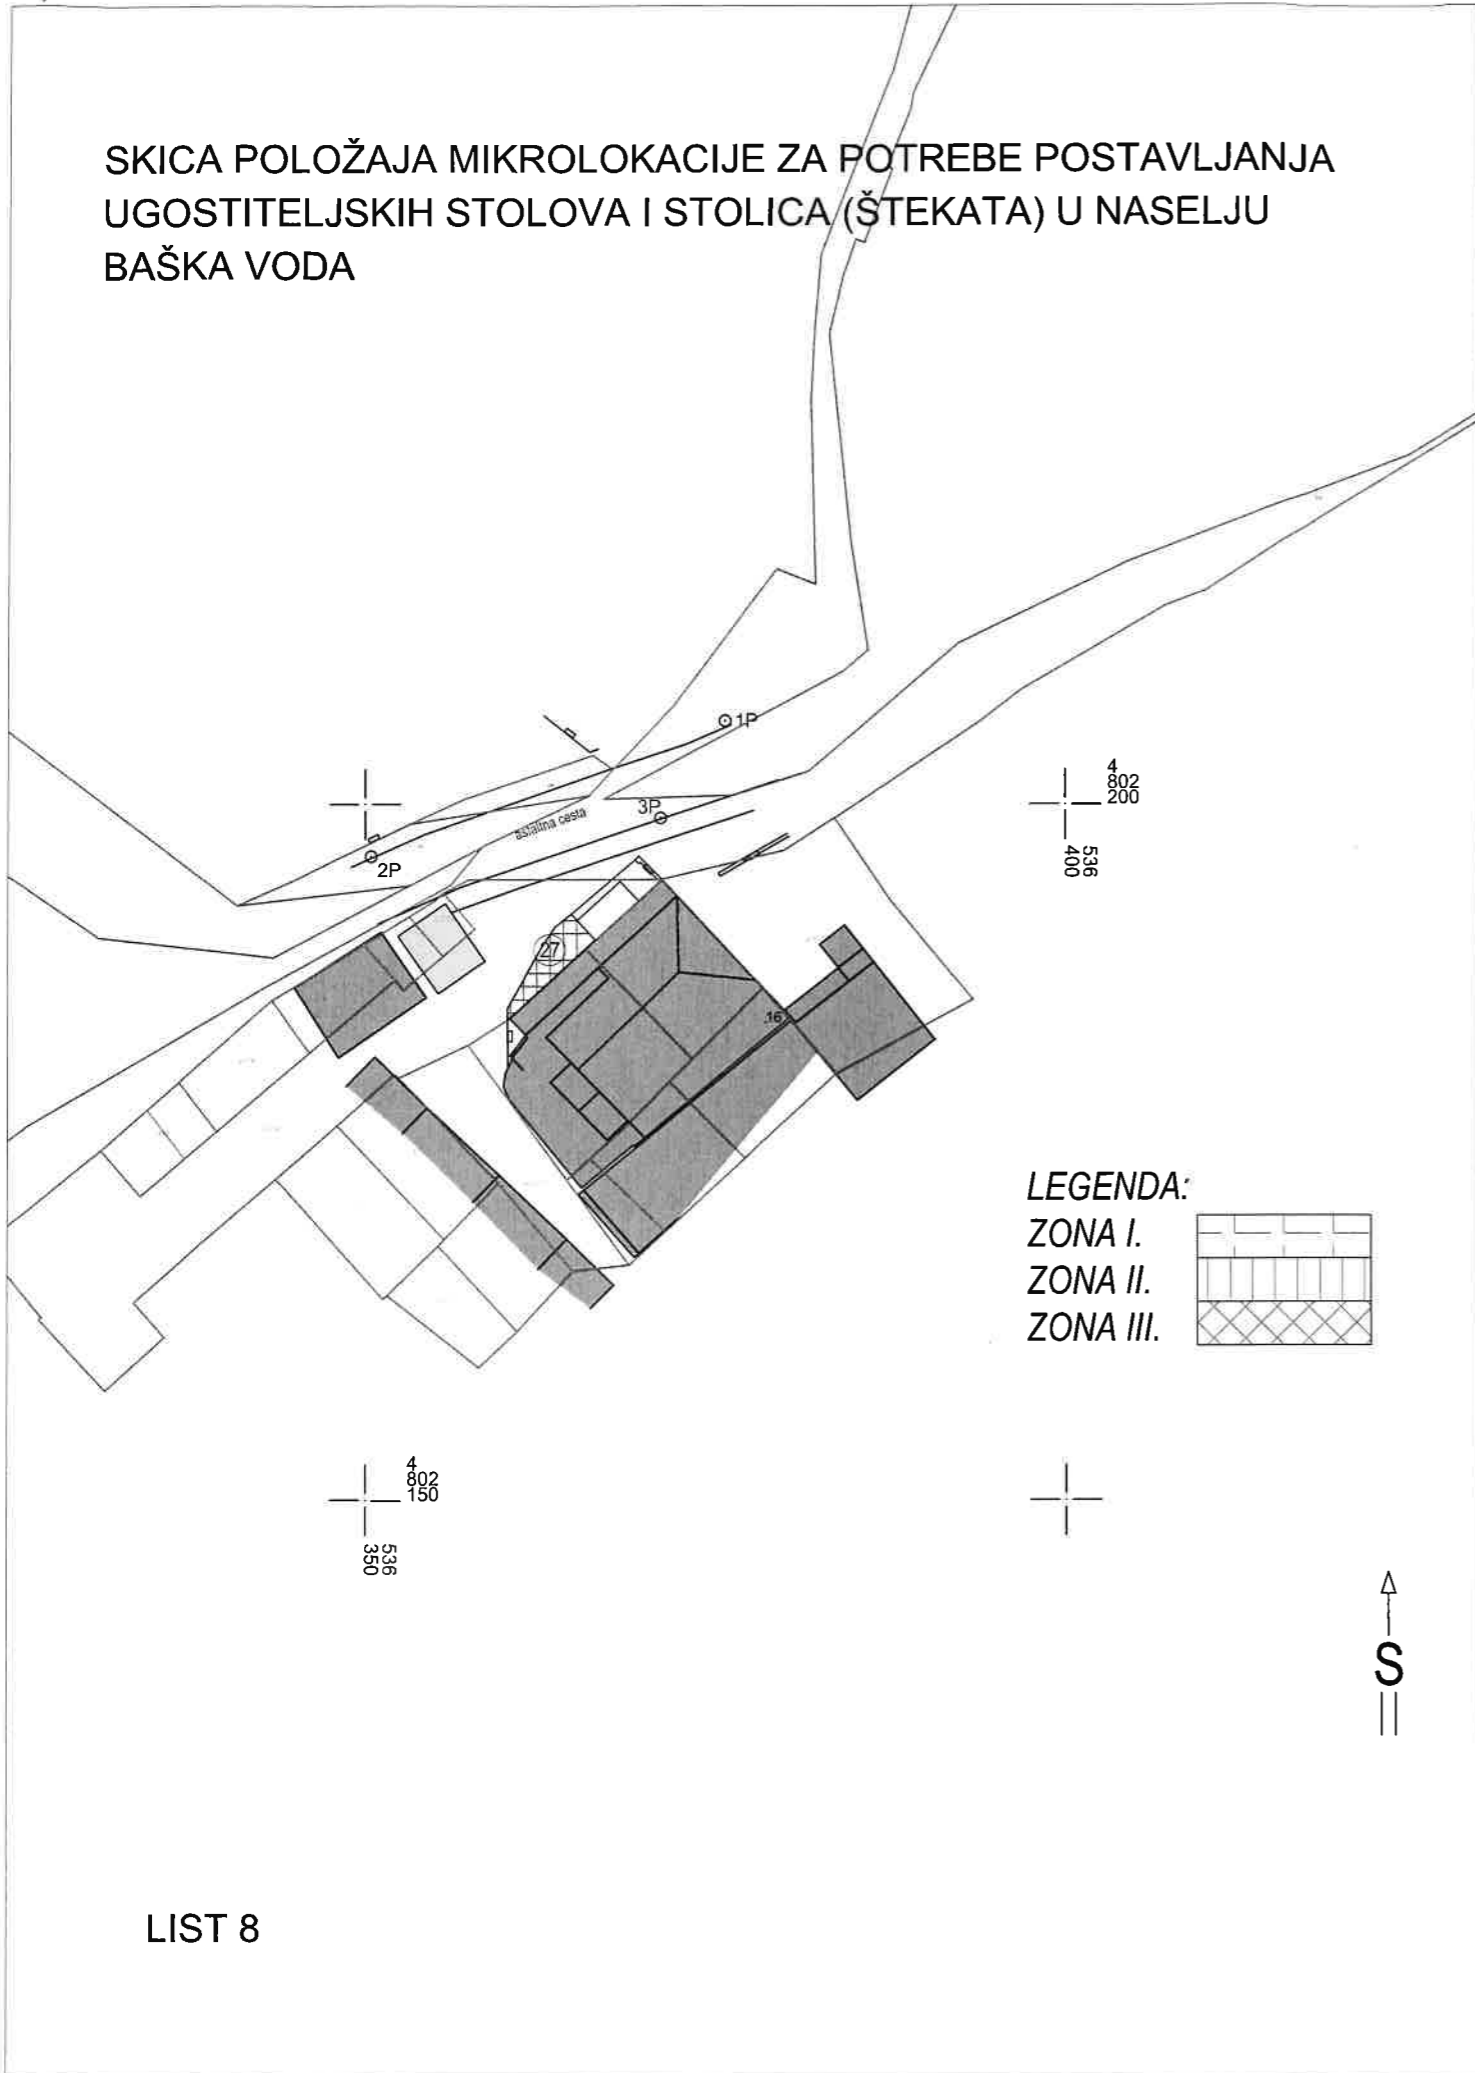 SKICA POLOŽAJA MIKROLOKACIJE ZA POTREBE POSTAVLJANJA
UGOSTITELJSKIH STOLOVA I STOLICA (ŠTEKATA) U NASELJU
BAŠKA VODA
1P
3P
asfaltna cesta
2P
4
802
200
536
400
27
.16
LEGENDA:
ZONA I.
ZONA II.
ZONA III.
4
802
150
536
350
S
LIST 8